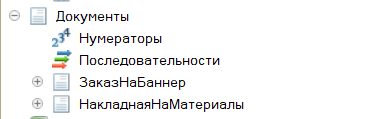 Документы
Нумераторы
Последовательности
ЗаказНаБаннер
НакладнаяНаМатериалы